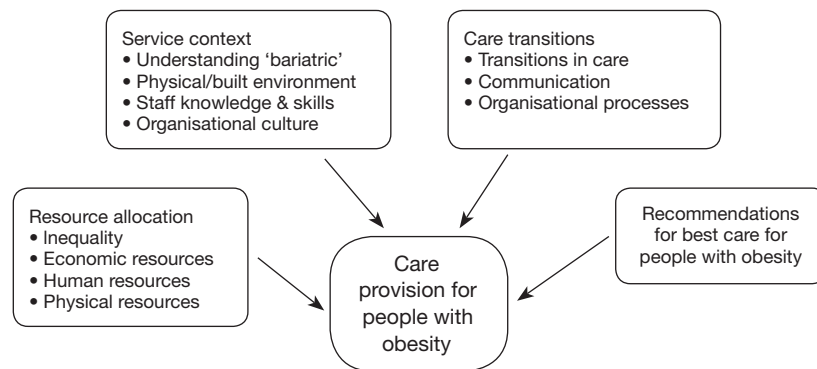 Service context
• Understanding ‘bariatric’
• Physical/built environment
• Staff knowledge & skills
• Organisational culture
Care transitions
• Transitions in care
• Communication
• Organisational processes
Resource allocation
• Inequality
• Economic resources
• Human resources
• Physical resources
Care
provision for
people with
obesity
Recommendations
for best care for
people with obesity